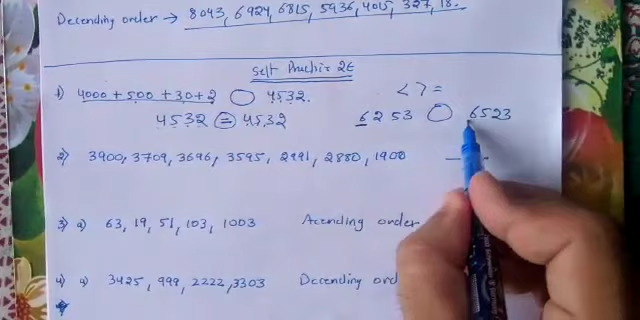 Decending order → 8043, 6924, 6815, 5936, 4015, 327, 18.
Self Practice 2E
1) 4000 + 500 + 30 + 2 ◯ 4532. < > =
4532 = 4532 6253 ◯ 6523
2) 3900, 3709, 3696, 3595, 2991, 2880, 1900
3) a) 63, 19, 51, 103, 1003 Acending order
4) a) 3425, 999, 2222, 3303 Decending ord